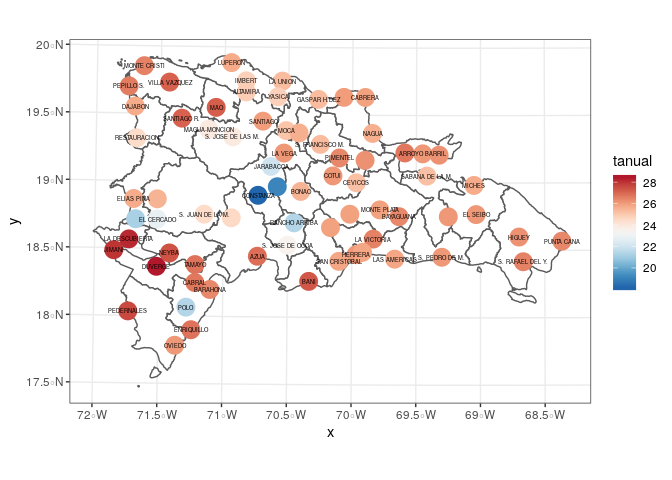 20°N
19.5°N
19°N
18.5°N
18°N
17.5°N
y
LUPERON
MONTE CRISTI
VILLA VAZQUEZ
IMBERT
LA UNION
PEPILLO S.
ALTAMIRA
YASICA
GASPAR H.DEZ
CABRERA
DAJABON
MAO
SANTIAGO R.
SANTIAGO
MAGUA-MONCION
MOCA
NAGUA
RESTAURACION
S. JOSE DE LAS M.
S. FRANCISCO M.
LA VEGA
PIMENTEL
ARROYO BARRIL
JARABACOA
COTUI
SABANA DE LA M.
CEVICOS
MICHES
CONSTANZA
BONAO
ELIAS PIÑA
EL CERCADO
S. JUAN DE LA M.
RANCHO ARRIBA
MONTE PLATA
BAYAGUANA
EL SEIBO
LA DESCUBIERTA
LA VICTORIA
HIGUEY
PUNTA CANA
JIMANI
NEYBA
S. JOSE DE OCOA
AZUA
HERRERA
DUVERGE
TAMAYO
SAN CRISTOBAL
LAS AMERICAS
S. PEDRO DE M.
S. RAFAEL DEL Y.
CABRAL
BANI
BARAHONA
PEDERNALES
POLO
ENRIQUILLO
OVIEDO
72°W
71.5°W
71°W
70.5°W
70°W
69.5°W
69°W
68.5°W
x
tanual
28
26
24
22
20